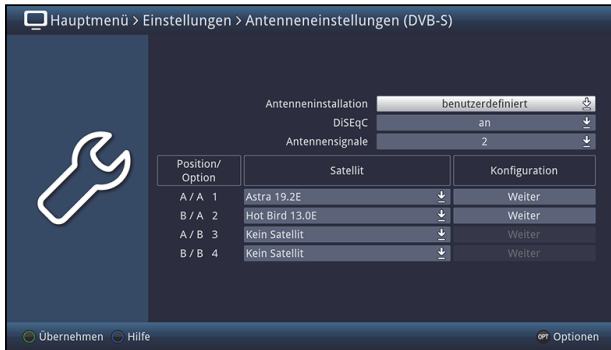 Hauptmenü > Einstellungen > Antenneneinstellungen (DVB-S)
Antenneninstallation benutzerdefiniert
DiSEqC an
Antennensignale 2
Position/ Option Satellit Konfiguration
A / A 1 Astra 19.2E Weiter
B / A 2 Hot Bird 13.0E Weiter
A / B 3 Kein Satellit Weiter
B / B 4 Kein Satellit Weiter
Übernehmen Hilfe OPT Optionen